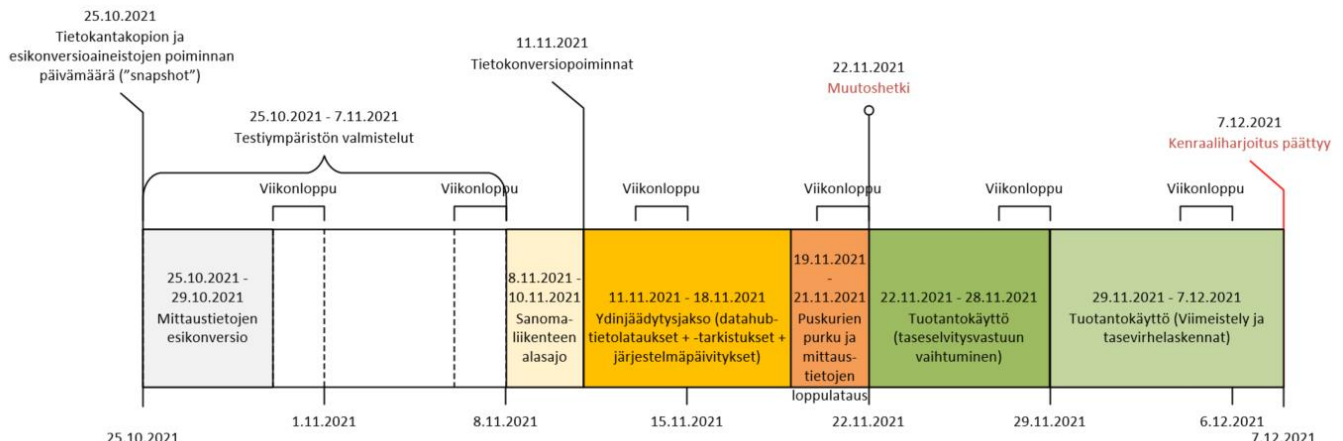 25.10.2021
Tietokantakopion ja
esikonversioaineistojen poiminnan
päivämäärä ("snapshot")
11.11.2021
Tietokonversiopoiminnat
22.11.2021
Muutoshetki
25.10.2021 - 7.11.2021
Testiympäristön valmistelut
7.12.2021
Kenraaliharjoitus päättyy
Viikonloppu
Viikonloppu
Viikonloppu
Viikonloppu
Viikonloppu
Viikonloppu
25.10.2021 -
29.10.2021
Mittaustietojen
esikonversio
8.11.2021 -
10.11.2021
Sanoma-
liikenteen
alasajo
11.11.2021 - 18.11.2021
Ydinjäädytysjakso (datahub-
tietolataukset + -tarkistukset +
järjestelmäpäivitykset)
19.11.2021
-
21.11.2021
Puskurien
purku ja
mittaus-
tietojen
loppulataus
22.11.2021 - 28.11.2021
Tuotantokäyttö
(taseselvitysvastuun
vaihtuminen)
29.11.2021 - 7.12.2021
Tuotantokäyttö (Viimeistely ja
tasevirhelaskennat)
25.10.2021
1.11.2021
8.11.2021
15.11.2021
22.11.2021
29.11.2021
6.12.2021
7.12.2021